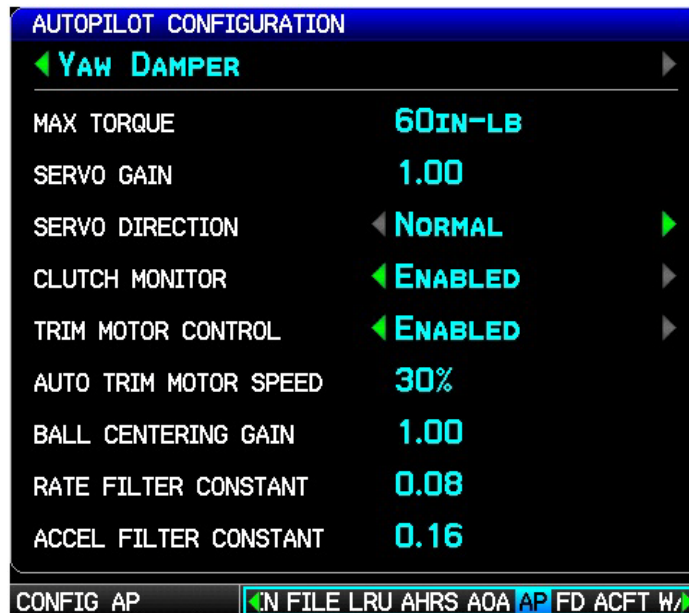 AUTOPILOT CONFIGURATION
YAW DAMPER
MAX TORQUE 60IN-LB
SERVO GAIN 1.00
SERVO DIRECTION NORMAL
CLUTCH MONITOR ENABLED
TRIM MOTOR CONTROL ENABLED
AUTO TRIM MOTOR SPEED 30%
BALL CENTERING GAIN 1.00
RATE FILTER CONSTANT 0.08
ACCEL FILTER CONSTANT 0.16
CONFIG AP FILE LRU AHRS AOA AP FD ACFT